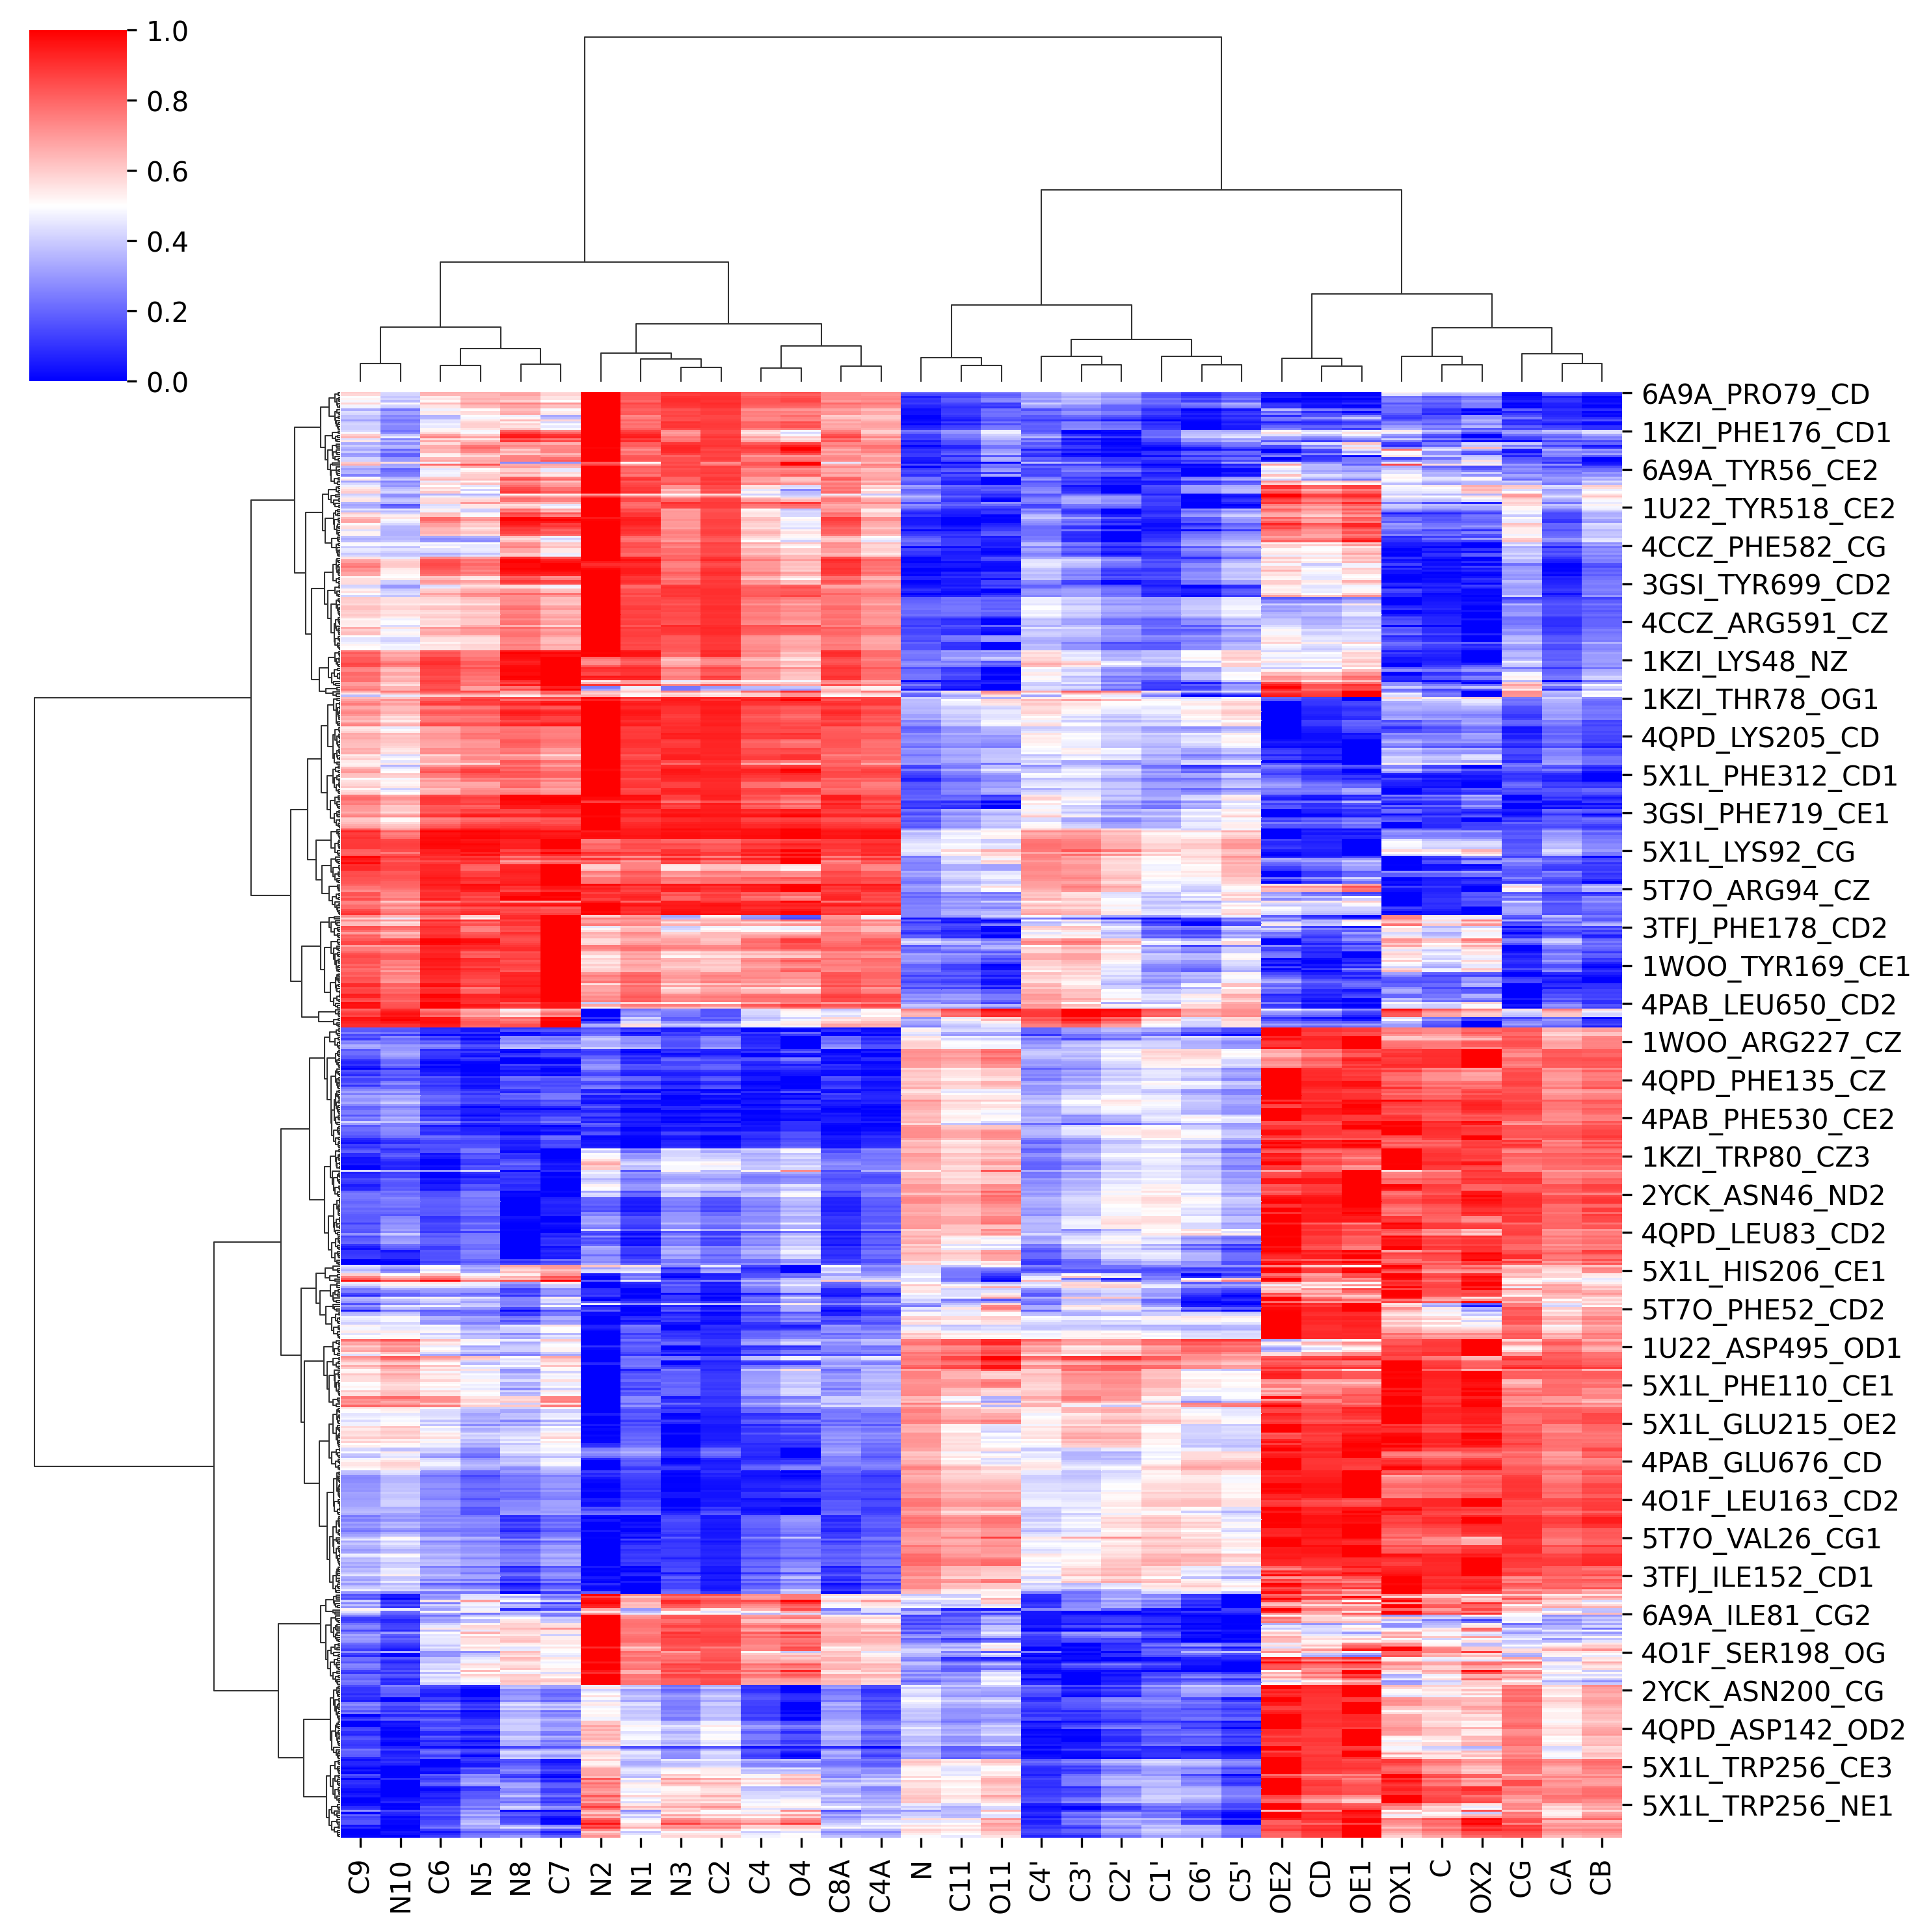 1.0
0.8
0.6
0.4
0.2
0.0
6A9A_PRO79_CD
1KZI_PHE176_CD1
6A9A_TYR56_CE2
1U22_TYR518_CE2
4CCZ_PHE582_CG
3GSI_TYR699_CD2
4CCZ_ARG591_CZ
1KZI_LYS48_NZ
1KZI_THR78_OG1
4QPD_LYS205_CD
5X1L_PHE312_CD1
3GSI_PHE719_CE1
5X1L_LYS92_CG
5T7O_ARG94_CZ
3TFJ_PHE178_CD2
1WOO_TYR169_CE1
4PAB_LEU650_CD2
1WOO_ARG227_CZ
4QPD_PHE135_CZ
4PAB_PHE530_CE2
1KZI_TRP80_CZ3
2YCK_ASN46_ND2
4QPD_LEU83_CD2
5X1L_HIS206_CE1
5T7O_PHE52_CD2
1U22_ASP495_OD1
5X1L_PHE110_CE1
5X1L_GLU215_OE2
4PAB_GLU676_CD
4O1F_LEU163_CD2
5T7O_VAL26_CG1
3TFJ_ILE152_CD1
6A9A_ILE81_CG2
4O1F_SER198_OG
2YCK_ASN200_CG
4QPD_ASP142_OD2
5X1L_TRP256_CE3
5X1L_TRP256_NE1
C9 N10 C6 N5 N8 C7 N2 N1 N3 C2 C4 O4 C8A C4A N C11 O11 C4' C3' C2' C1' C6' C5' OE2 CD OE1 OX1 C OX2 CG CA CB